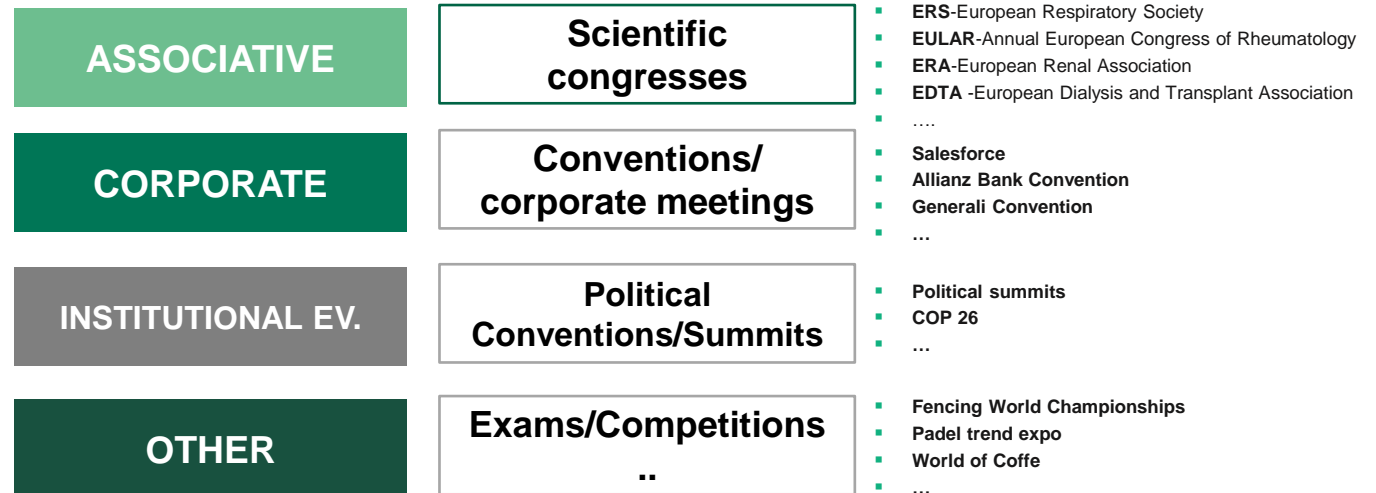 ASSOCIATIVE
Scientific
congresses
ERS-European Respiratory Society
EULAR-Annual European Congress of Rheumatology
ERA-European Renal Association
EDTA -European Dialysis and Transplant Association
….
CORPORATE
Conventions/
corporate meetings
Salesforce
Allianz Bank Convention
Generali Convention
…
INSTITUTIONAL EV.
Political
Conventions/Summits
Political summits
COP 26
…
OTHER
Exams/Competitions
..
Fencing World Championships
Padel trend expo
World of Coffe
…